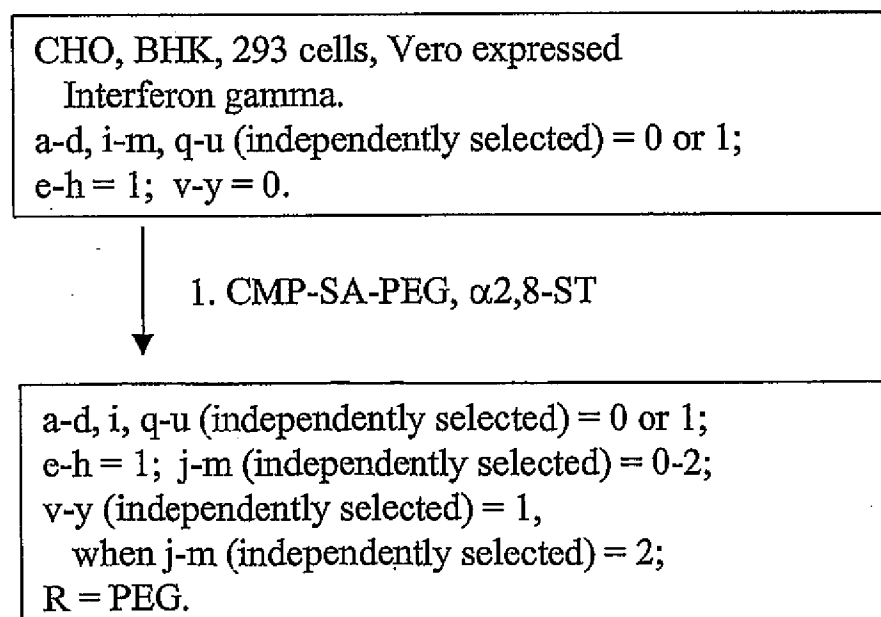 CHO, BHK, 293 cells, Vero expressed
Interferon gamma.
a-d, i-m, q-u (independently selected) = 0 or 1;
e-h = 1; v-y = 0.
1. CMP-SA-PEG, α2,8-ST
a-d, i, q-u (independently selected) = 0 or 1;
e-h = 1; j-m (independently selected) = 0-2;
v-y (independently selected) = 1,
when j-m (independently selected) = 2;
R = PEG.